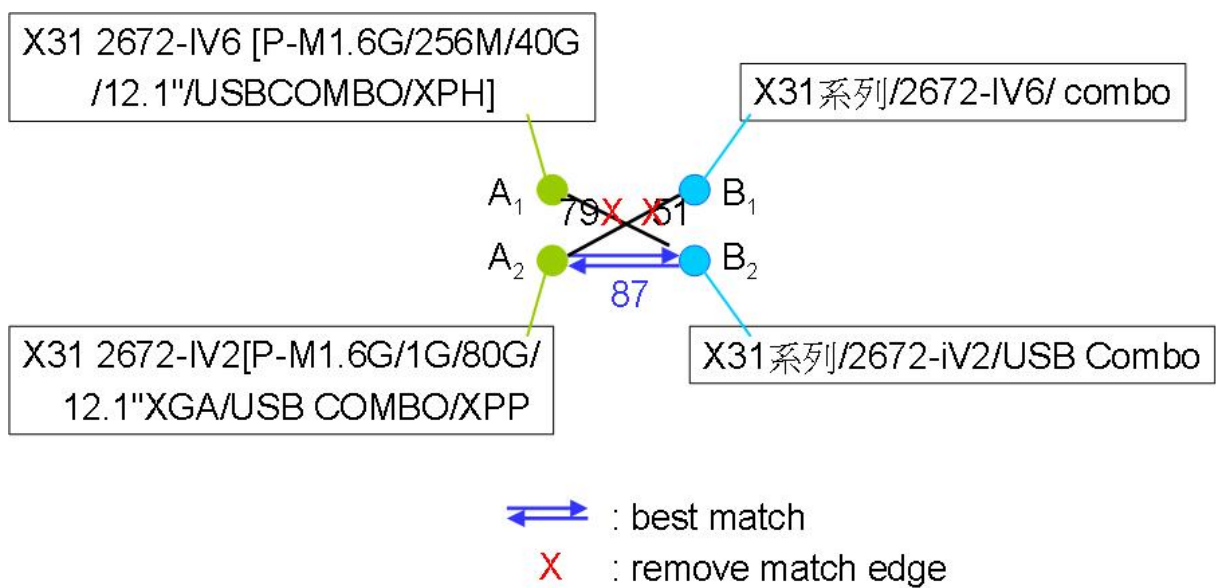 X31 2672-IV6 [P-M1.6G/256M/40G
/12.1"/USBCOMBO/XPH]
X31系列/2672-IV6/ combo
A1
79X X51
B1
A2
B2
87
X31 2672-IV2[P-M1.6G/1G/80G/
12.1"XGA/USB COMBO/XPP
X31系列/2672-iV2/USB Combo
: best match
X : remove match edge